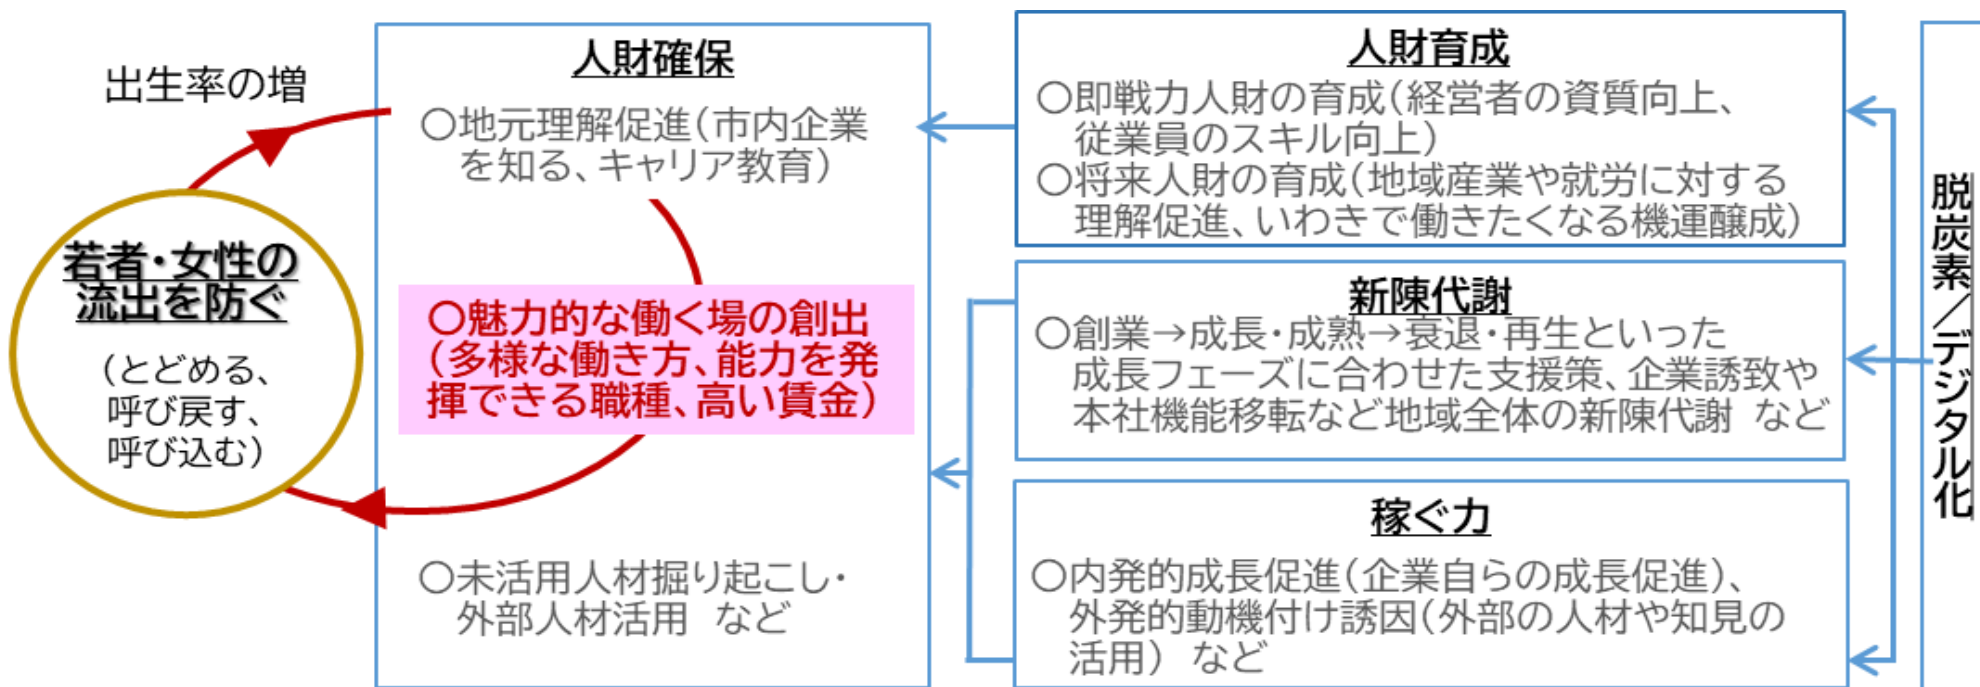 出生率の増
若者・女性の
流出を防ぐ
(とどめる、
呼び戻す、
呼び込む)
人財確保
○地元理解促進(市内企業
を知る、キャリア教育)
○魅力的な働く場の創出
(多様な働き方、能力を発
揮できる職種、高い賃金)
○未活用人材掘り起こし・
外部人材活用 など
人財育成
○即戦力人財の育成(経営者の資質向上、
従業員のスキル向上)
○将来人財の育成(地域産業や就労に対する
理解促進、いわきで働きたくなる機運醸成)
新陳代謝
○創業→成長・成熟→衰退・再生といった
成長フェーズに合わせた支援策、企業誘致や
本社機能移転など地域全体の新陳代謝 など
稼ぐ力
○内発的成長促進(企業自らの成長促進)、
外発的動機付け誘因(外部の人材や知見の
活用) など
脱炭素/デジタル化